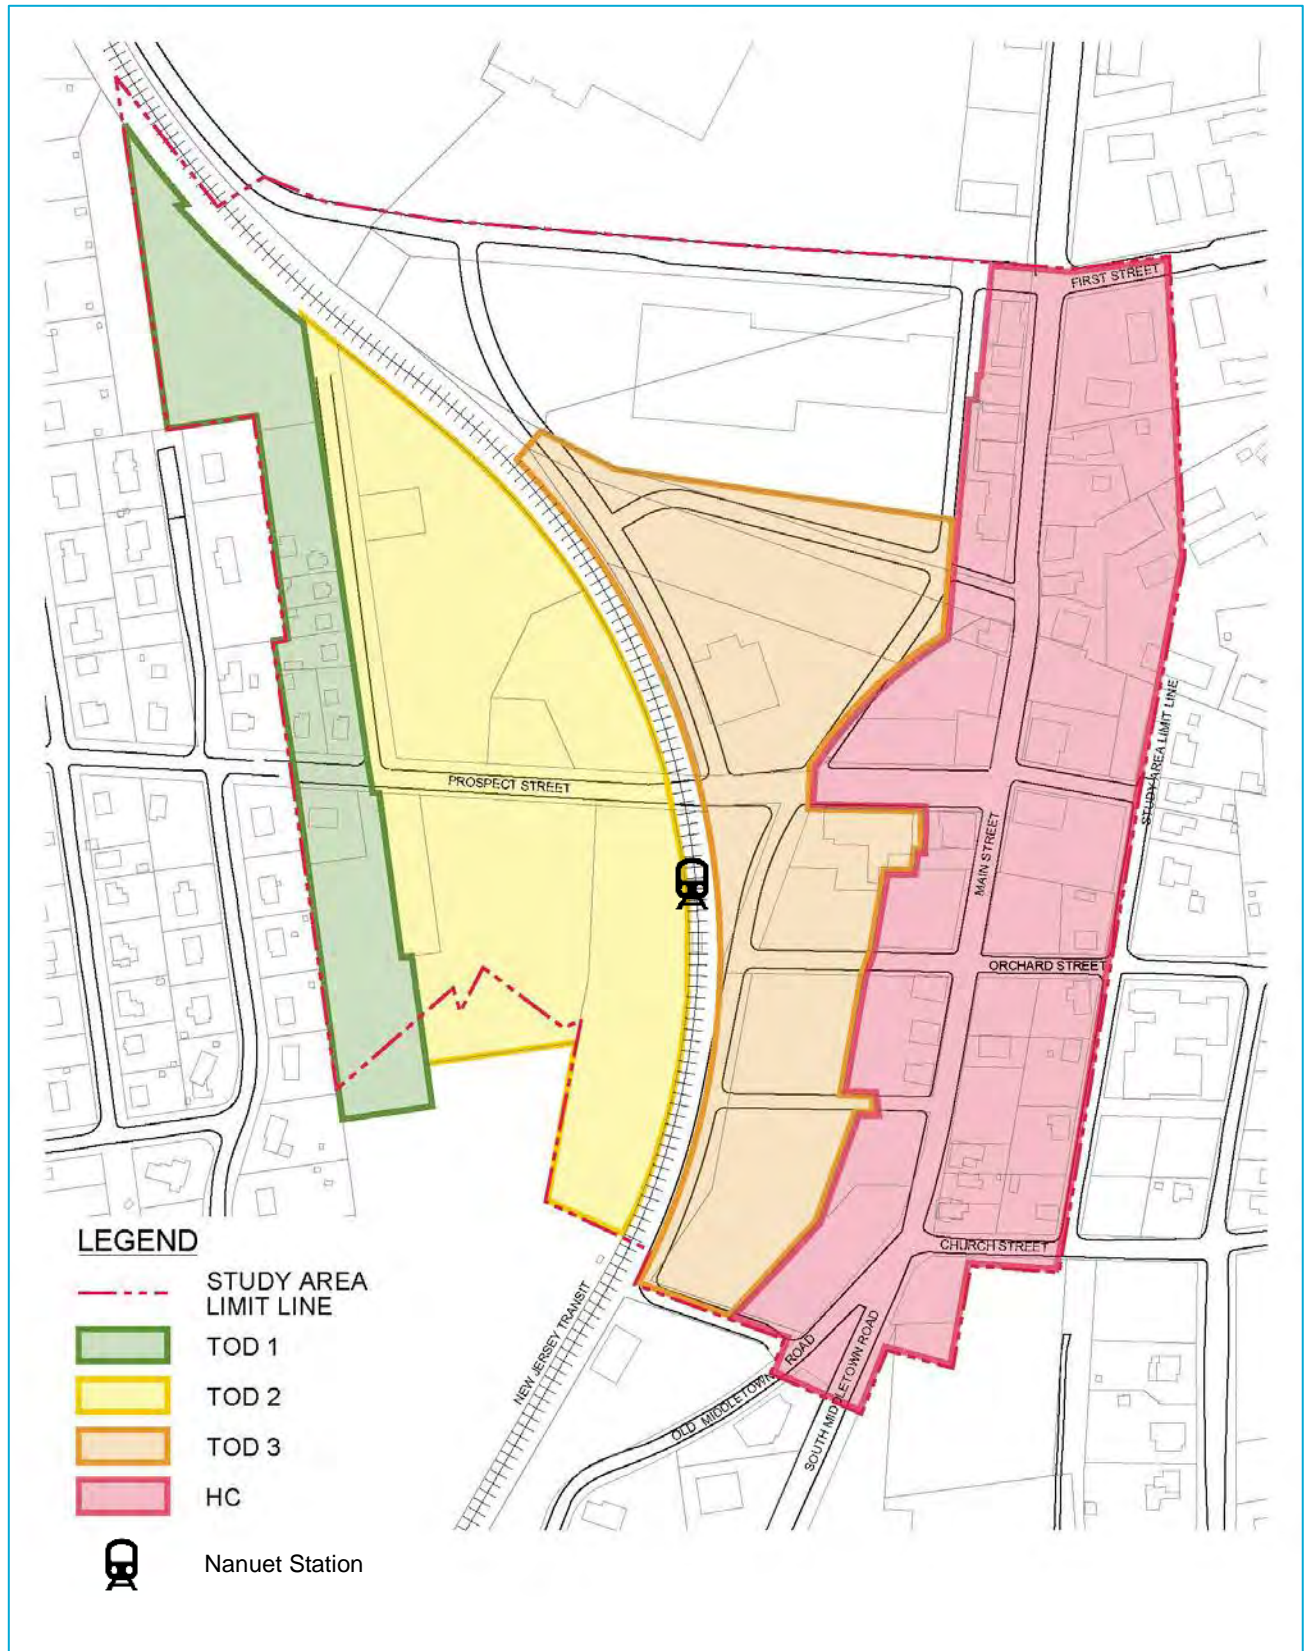 FIRST STREET
STUDY AREA LIMIT LINE
PROSPECT STREET
MAIN STREET
ORCHARD STREET
CHURCH STREET
NEW JERSEY TRANSIT
OLD MIDDLETOWN ROAD
SOUTH MIDDLETOWN ROAD
LEGEND
STUDY AREA
LIMIT LINE
TOD 1
TOD 2
TOD 3
HC
Nanuet Station